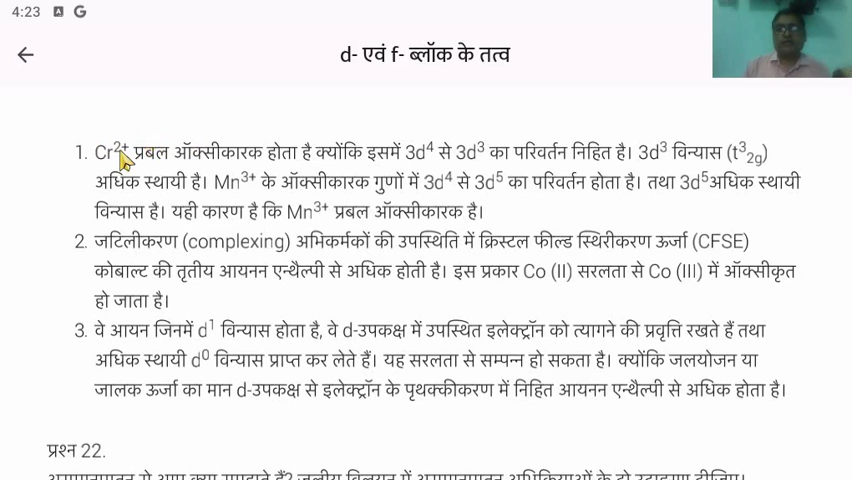 4:23
d- एवं f- ब्लॉक के तत्व
1. Cr²⁺ प्रबल ऑक्सीकारक होता है क्योंकि इसमें 3d⁴ से 3d³ का परिवर्तन निहित है। 3d³ विन्यास (t³₂g)
अधिक स्थायी है। Mn³⁺ के ऑक्सीकारक गुणों में 3d⁴ से 3d⁵ का परिवर्तन होता है। तथा 3d⁵अधिक स्थायी
विन्यास है। यही कारण है कि Mn³⁺ प्रबल ऑक्सीकारक है।
2. जटिलीकरण (complexing) अभिकर्मकों की उपस्थिति में क्रिस्टल फील्ड स्थिरीकरण ऊर्जा (CFSE)
कोबाल्ट की तृतीय आयनन एन्थैल्पी से अधिक होती है। इस प्रकार Co (II) सरलता से Co (III) में ऑक्सीकृत
हो जाता है।
3. वे आयन जिनमें d¹ विन्यास होता है, वे d-उपकक्ष में उपस्थित इलेक्ट्रॉन को त्यागने की प्रवृत्ति रखते हैं तथा
अधिक स्थायी d⁰ विन्यास प्राप्त कर लेते हैं। यह सरलता से सम्पन्न हो सकता है। क्योंकि जलयोजन या
जालक ऊर्जा का मान d-उपकक्ष से इलेक्ट्रॉन के पृथक्कीकरण में निहित आयनन एन्थैल्पी से अधिक होता है।
प्रश्न 22.